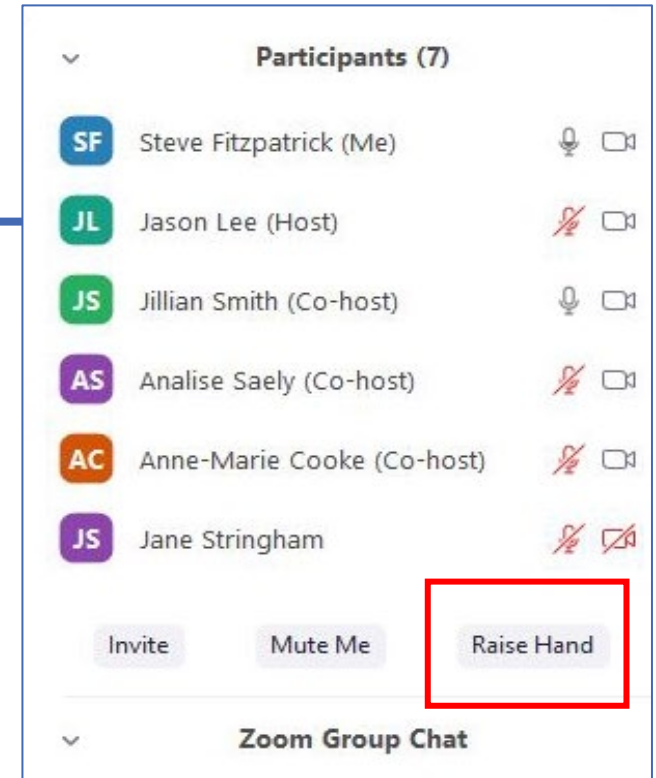 Participants (7)
SF Steve Fitzpatrick (Me)
JL Jason Lee (Host)
JS Jillian Smith (Co-host)
AS Analise Saely (Co-host)
AC Anne-Marie Cooke (Co-host)
JS Jane Stringham
Invite Mute Me Raise Hand
Zoom Group Chat